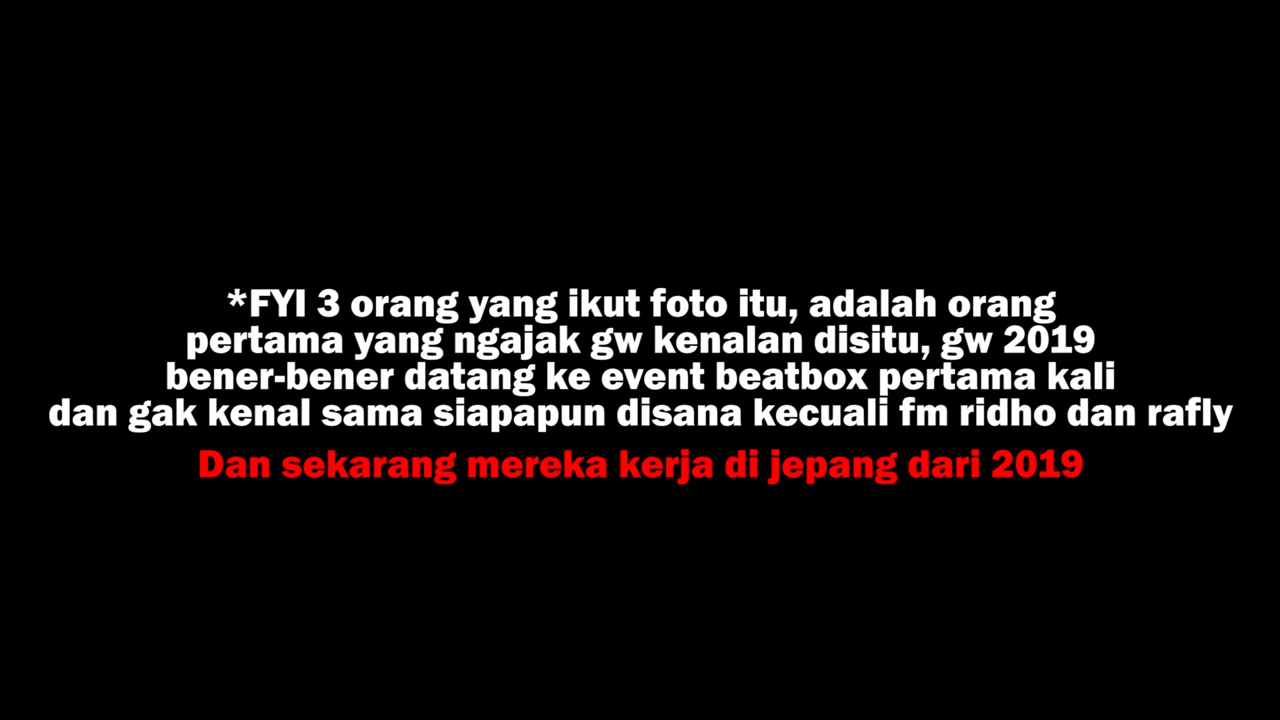 *FYI 3 orang yang ikut foto itu, adalah orang
pertama yang ngajak gw kenalan disitu, gw 2019
bener-bener datang ke event beatbox pertama kali
dan gak kenal sama siapapun disana kecuali fm ridho dan rafly
Dan sekarang mereka kerja di jepang dari 2019